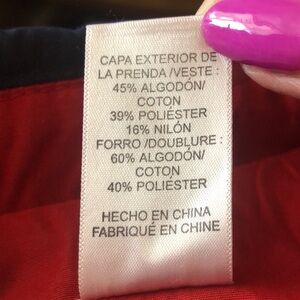 CAPA EXTERIOR DE
LA PRENDA/VESTE :
45% ALGODÓN/
COTON
39% POLIÉSTER
16% NILÓN
FORRO /DOUBLURE :
60% ALGODÓN/
COTON
40% POLIÉSTER
HECHO EN CHINA
FABRIQUÉ EN CHINE